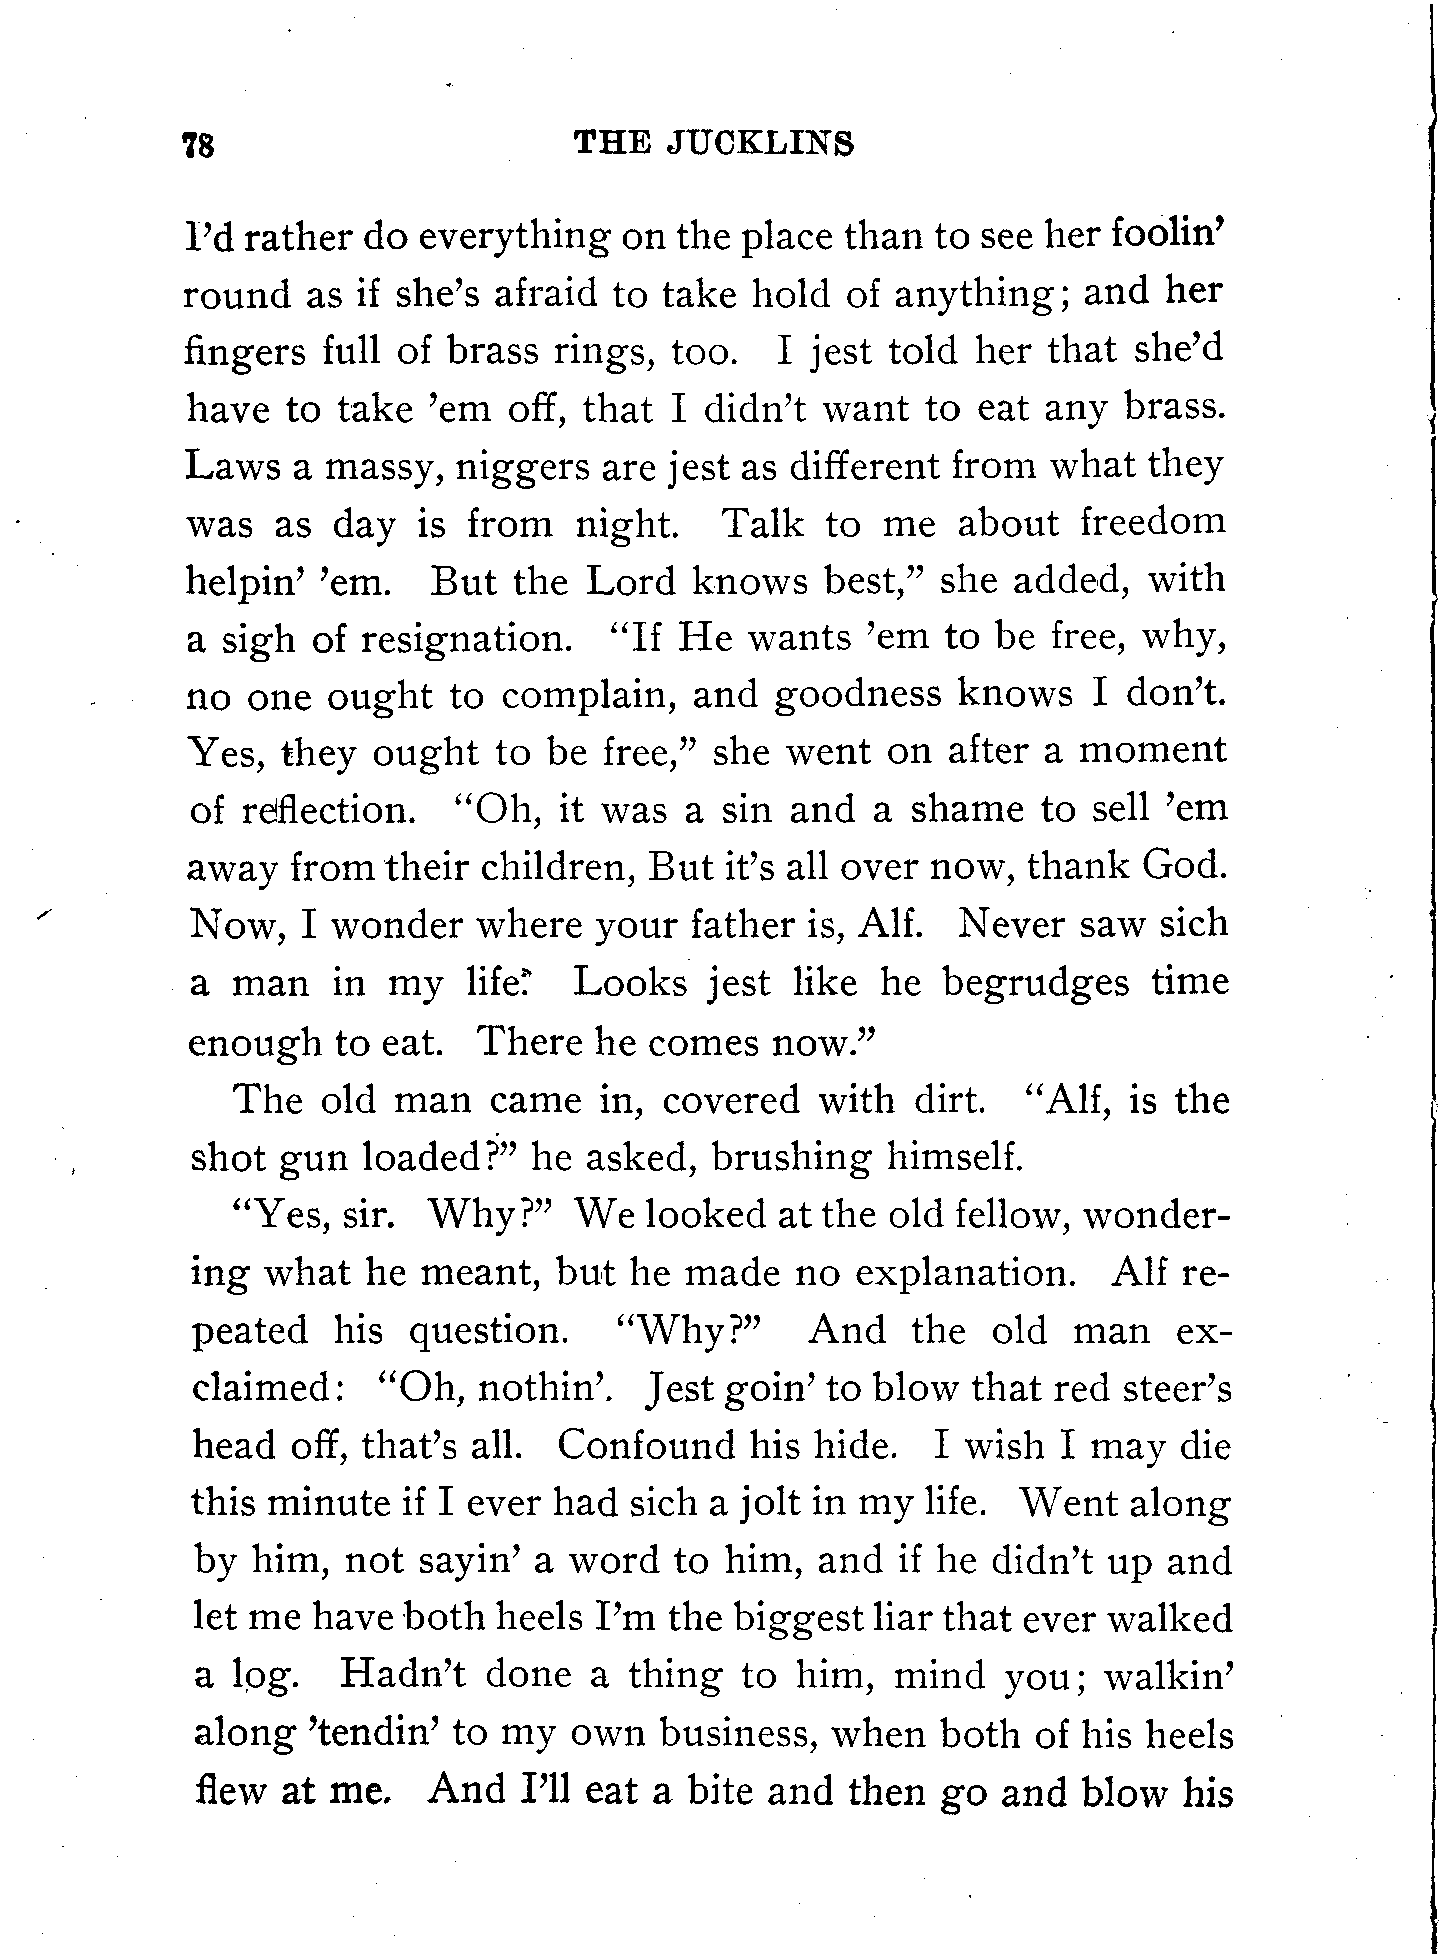 78 THE JUCKLINS
I'd rather do everything on the place than to see her foolin'
round as if she's afraid to take hold of anything; and her
fingers full of brass rings, too. I jest told her that she'd
have to take 'em off, that I didn't want to eat any brass.
Laws a massy, niggers are jest as different from what they
was as day is from night. Talk to me about freedom
helpin' 'em. But the Lord knows best," she added, with
a sigh of resignation. "If He wants 'em to be free, why,
no one ought to complain, and goodness knows I don't.
Yes, they ought to be free," she went on after a moment
of reflection. "Oh, it was a sin and a shame to sell 'em
away from their children, But it's all over now, thank God.
Now, I wonder where your father is, Alf. Never saw sich
a man in my life. Looks jest like he begrudges time
enough to eat. There he comes now."
The old man came in, covered with dirt. "Alf, is the
shot gun loaded?" he asked, brushing himself.
"Yes, sir. Why?" We looked at the old fellow, wonder-
ing what he meant, but he made no explanation. Alf re-
peated his question. "Why?" And the old man ex-
claimed: "Oh, nothin'. Jest goin' to blow that red steer's
head off, that's all. Confound his hide. I wish I may die
this minute if I ever had sich a jolt in my life. Went along
by him, not sayin' a word to him, and if he didn't up and
let me have both heels I'm the biggest liar that ever walked
a log. Hadn't done a thing to him, mind you; walkin'
along 'tendin' to my own business, when both of his heels
flew at me. And I'll eat a bite and then go and blow his